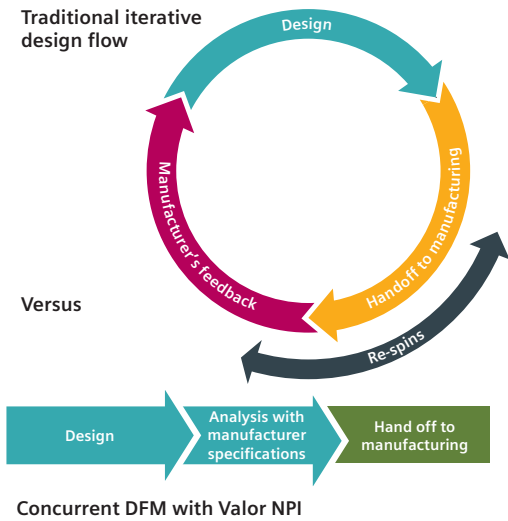 Traditional iterative
design flow
Design
Handoff to manufacturing
Manufacturer's feedback
Re-spins
Versus
Design
Analysis with
manufacturer
specifications
Hand off to
manufacturing
Concurrent DFM with Valor NPI